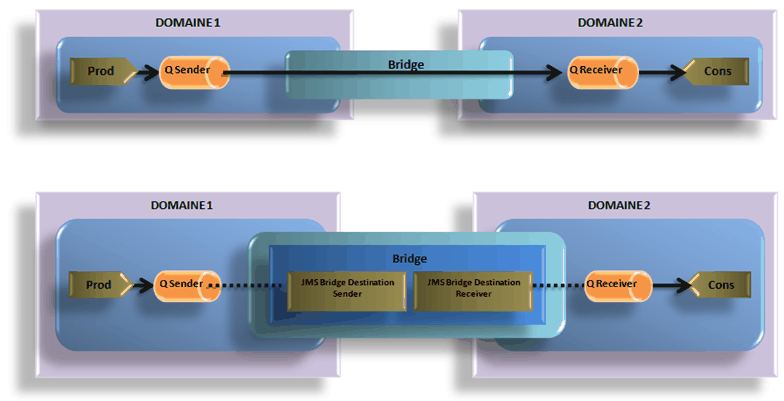 DOMAINE1
DOMAINE2
Prod
Q Sender
Bridge
Q Receiver
Cons
DOMAINE1
DOMAINE2
Bridge
Prod
Q Sender
JMS Bridge Destination
Sender
JMS Bridge Destination
Receiver
Q Receiver
Cons